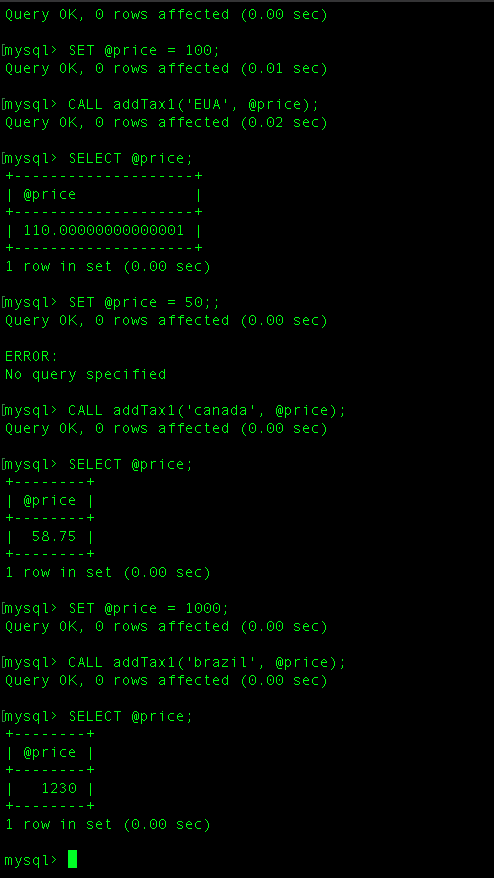 Query OK, 0 rows affected (0.00 sec)
[mysql> SET @price = 100;
Query OK, 0 rows affected (0.01 sec)
[mysql> CALL addTax1('EUA', @price);
Query OK, 0 rows affected (0.02 sec)
[mysql> SELECT @price;
+--------------------+
| @price             |
+--------------------+
| 110.00000000000001 |
+--------------------+
1 row in set (0.00 sec)
[mysql> SET @price = 50;;
Query OK, 0 rows affected (0.00 sec)
ERROR:
No query specified
[mysql> CALL addTax1('canada', @price);
Query OK, 0 rows affected (0.00 sec)
[mysql> SELECT @price;
+--------+
| @price |
+--------+
|  58.75 |
+--------+
1 row in set (0.00 sec)
[mysql> SET @price = 1000;
Query OK, 0 rows affected (0.00 sec)
[mysql> CALL addTax1('brazil', @price);
Query OK, 0 rows affected (0.00 sec)
[mysql> SELECT @price;
+--------+
| @price |
+--------+
|   1230 |
+--------+
1 row in set (0.00 sec)
mysql>